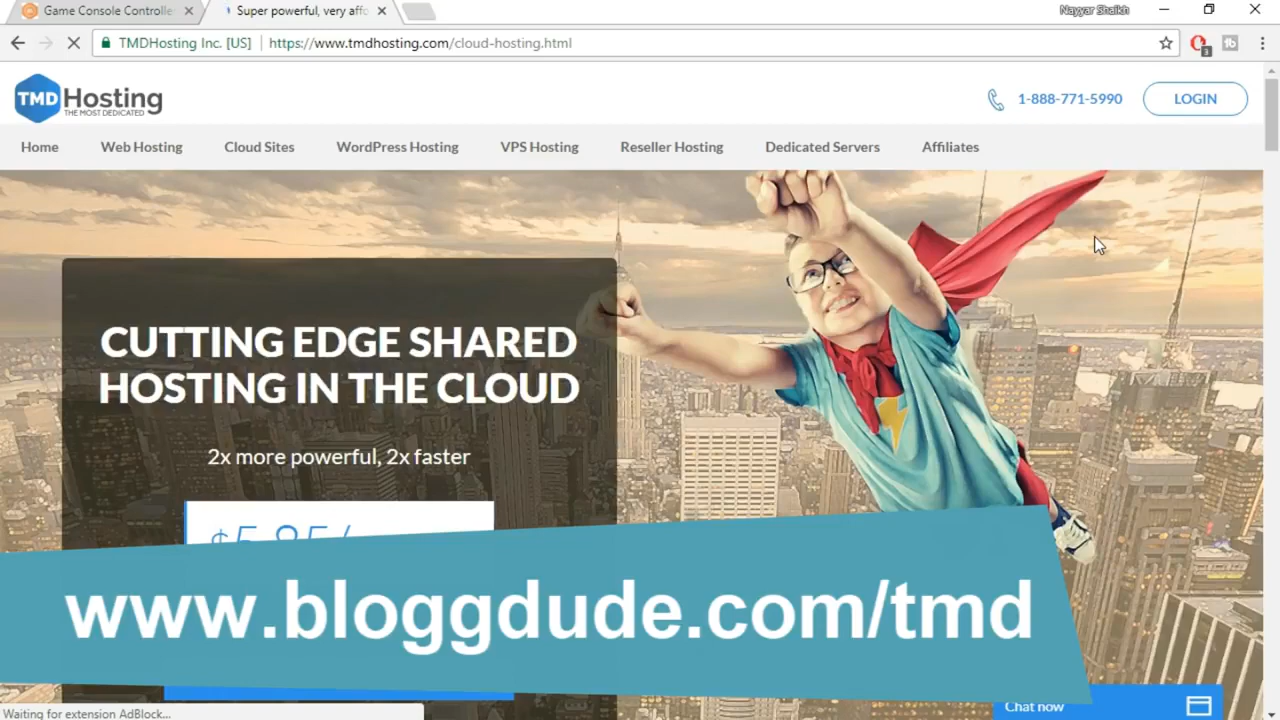 Game Console Controlle
Super powerful, very affo
Nayyar Shaikh
TMDHosting Inc. [US]
https://www.tmdhosting.com/cloud-hosting.html
3
TMD Hosting
THE MOST DEDICATED
1-888-771-5990
LOGIN
Home
Web Hosting
Cloud Sites
WordPress Hosting
VPS Hosting
Reseller Hosting
Dedicated Servers
Affiliates
CUTTING EDGE SHARED
HOSTING IN THE CLOUD
2x more powerful, 2x faster
www.bloggdude.com/tmd
Chat now
Waiting for extension AdBlock...